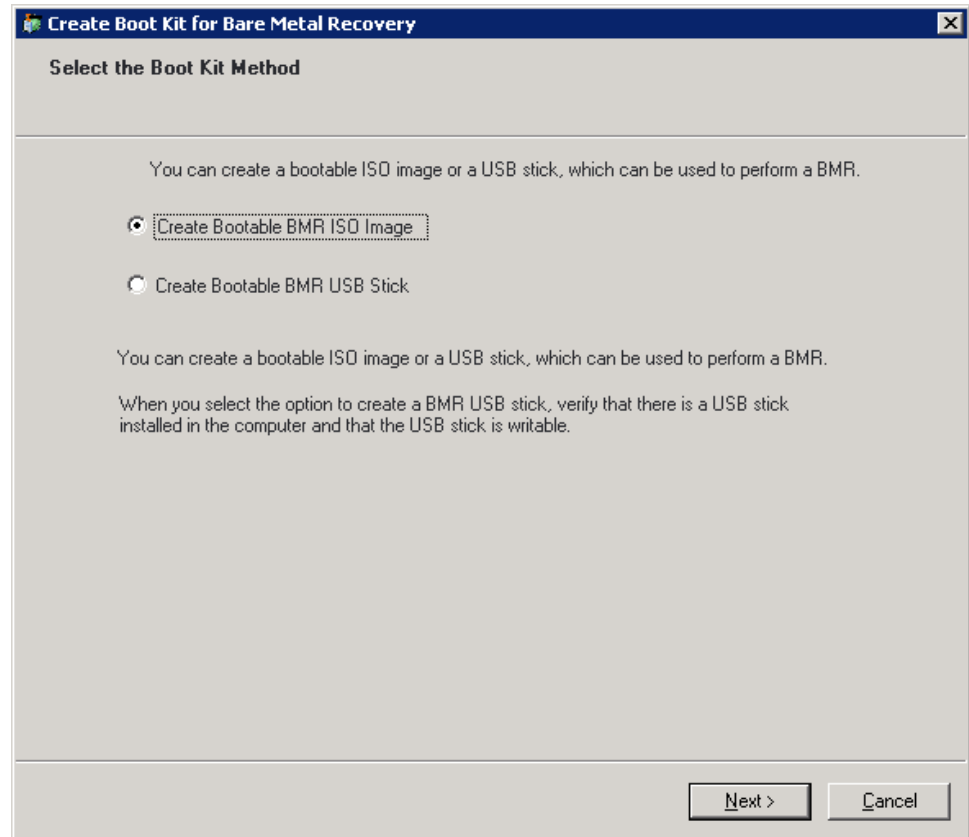 Create Boot Kit for Bare Metal Recovery
Select the Boot Kit Method
You can create a bootable ISO image or a USB stick, which can be used to perform a BMR.
Create Bootable BMR ISO Image
Create Bootable BMR USB Stick
You can create a bootable ISO image or a USB stick, which can be used to perform a BMR.
When you select the option to create a BMR USB stick, verify that there is a USB stick
installed in the computer and that the USB stick is writable.
Next >
Cancel